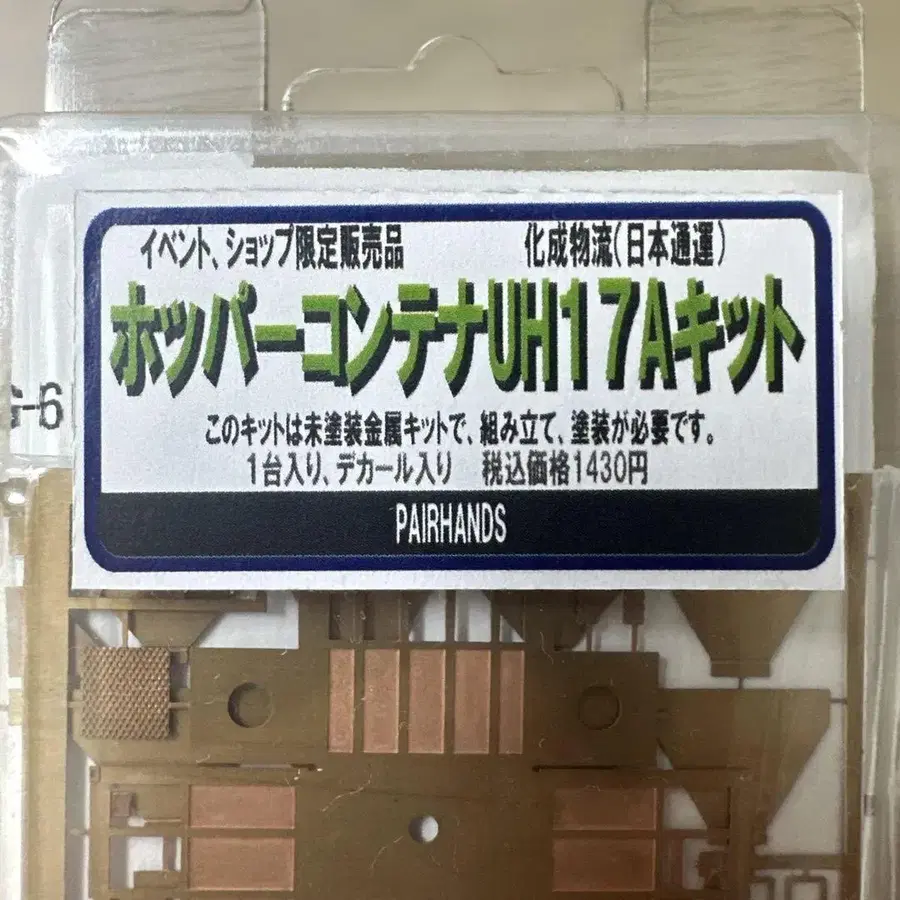 イベント、ショップ限定販売品 化成物流(日本通運)
ホッパーコンテナUH17Aキット
-6
このキットは未塗装金属キットで、組み立て、塗装が必要です。
1台入り、デカール入り 税込価格1430円
PAIRHANDS